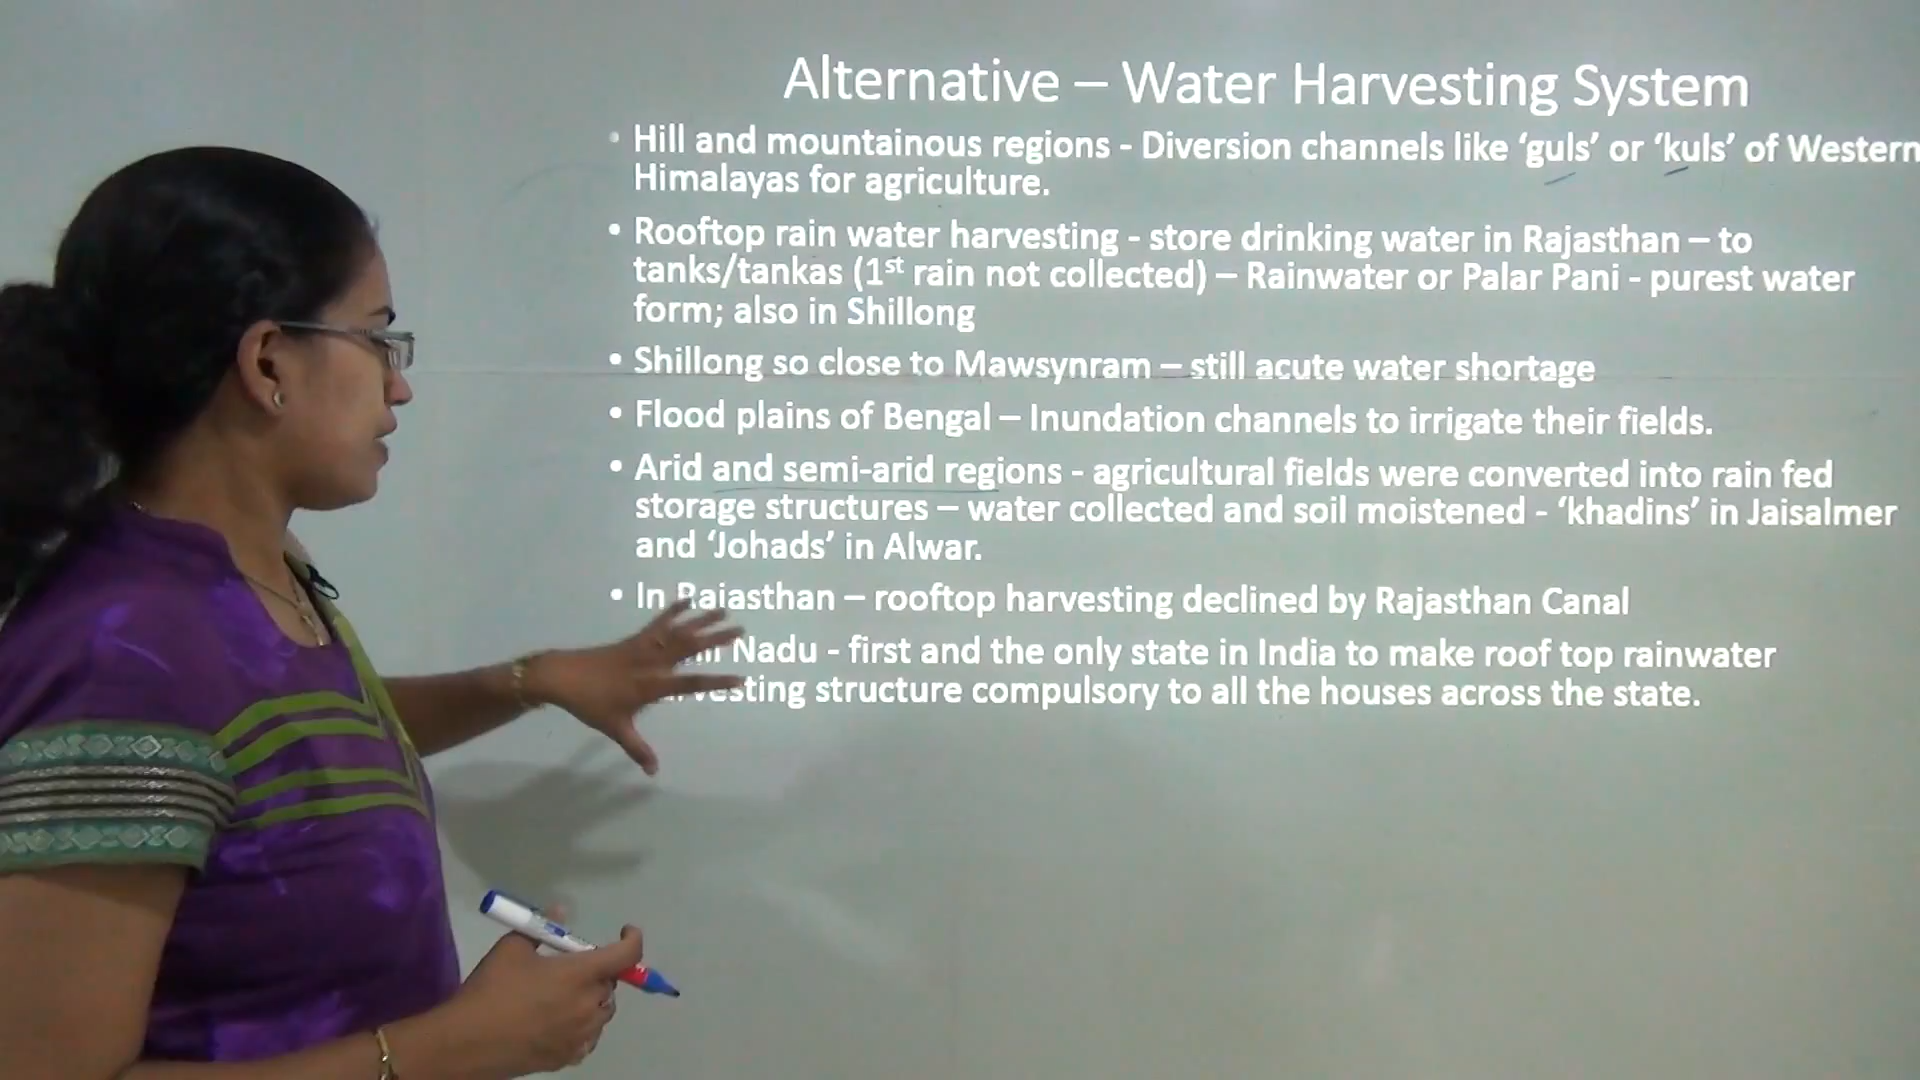 Alternative – Water Harvesting System
• Hill and mountainous regions - Diversion channels like ‘guls’ or ‘kuls’ of Western
Himalayas for agriculture.
• Rooftop rain water harvesting - store drinking water in Rajasthan – to
tanks/tankas (1st rain not collected) – Rainwater or Palar Pani - purest water
form; also in Shillong
• Shillong so close to Mawsynram – still acute water shortage
• Flood plains of Bengal – Inundation channels to irrigate their fields.
• Arid and semi-arid regions - agricultural fields were converted into rain fed
storage structures – water collected and soil moistened - ‘khadins’ in Jaisalmer
and ‘Johads’ in Alwar.
• In Rajasthan – rooftop harvesting declined by Rajasthan Canal
Nadu - first and the only state in India to make roof top rainwater
structure compulsory to all the houses across the state.